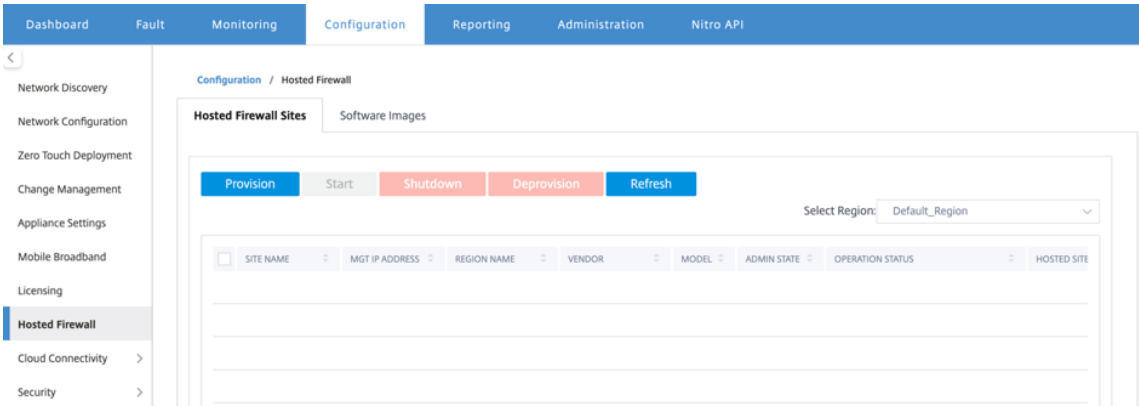 Dashboard Fault Monitoring Configuration Reporting Administration Nitro API
Configuration / Hosted Firewall
Network Discovery
Hosted Firewall Sites Software Images
Network Configuration
Zero Touch Deployment
Provision Start Shutdown Deprovision Refresh
Change Management
Select Region: Default_Region
Appliance Settings
Mobile Broadband
SITE NAME MGT IP ADDRESS REGION NAME VENDOR MODEL ADMIN STATE OPERATION STATUS HOSTED SITE
Licensing
Hosted Firewall
Cloud Connectivity
Security